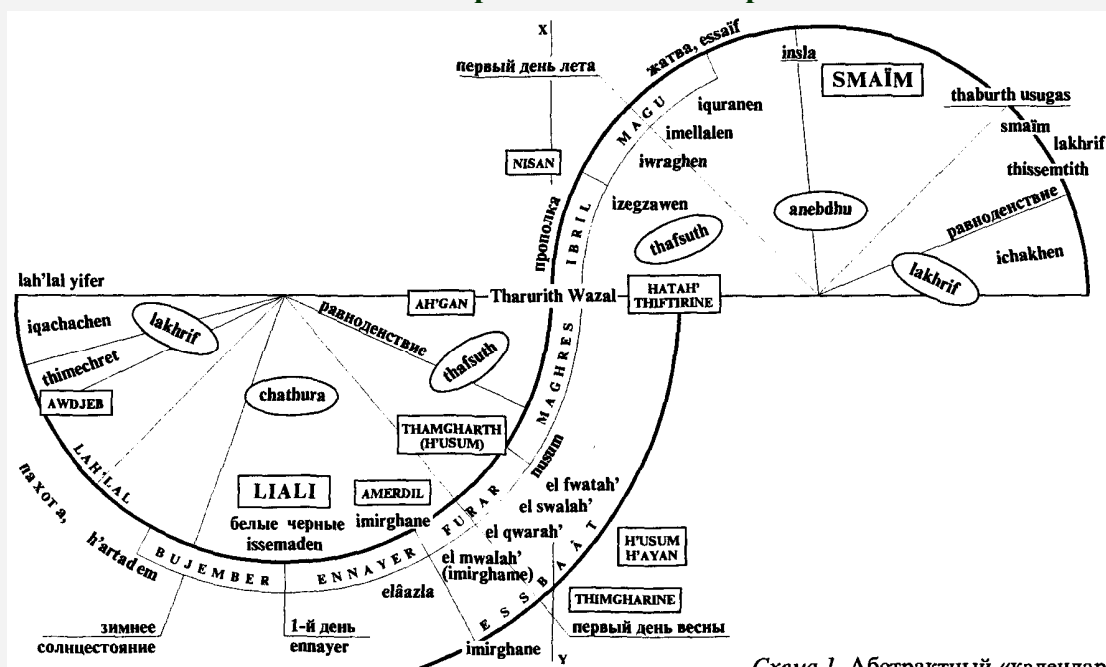 X
первый день лета
жатва, essaïf
insla
SMAÏM
thaburth usugas
smaïm
lakhrif
thissemtith
равноденствие
ichakhen
MAGU
iquranen
imellalen
iwraghen
NISAN
izegzawen
прополка
IBRIL
thafsuth
anebdhu
lakhrif
lah'lal yifer
AH'GAN
Tharurith Wazal
HATAH'
THIFTIRINE
iqachachen
lakhrif
равноденствие
thimechret
thafsuth
AWDJEB
chathura
MAGHRES
THAMGHARTH
(H'USUM)
nusum
LAH'LAL
LIALI
AMERDIL
белые черные
imirghane
issemaden
FURAR
el fwatah'
el swalah'
el qwarah'
el mwalah'
(imirghame)
ESSBAÂT
H'USUM
H'AYAN
пахота,
h'artadem
BUJEMBER
ENNAYER
elâazla
THIMGHARINE
зимнее
солнцестояние
1-й день
ennayer
первый день весны
imirghane
Y
Схема 1. Абстрактный «календар